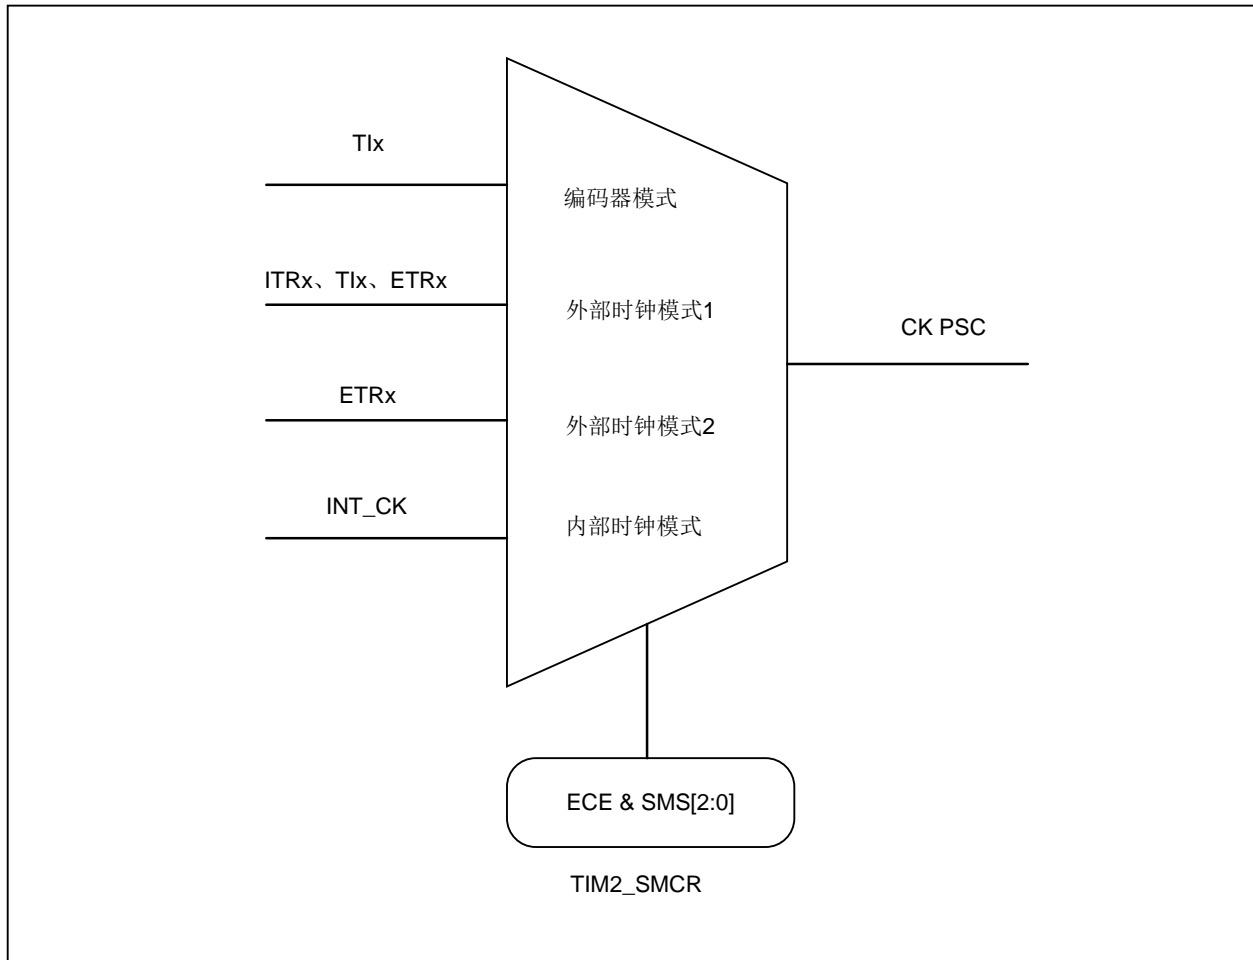 TIx
编码器模式
ITRx、TIx、ETRx
外部时钟模式1
CK PSC
ETRx
外部时钟模式2
INT_CK
内部时钟模式
ECE & SMS[2:0]
TIM2_SMCR